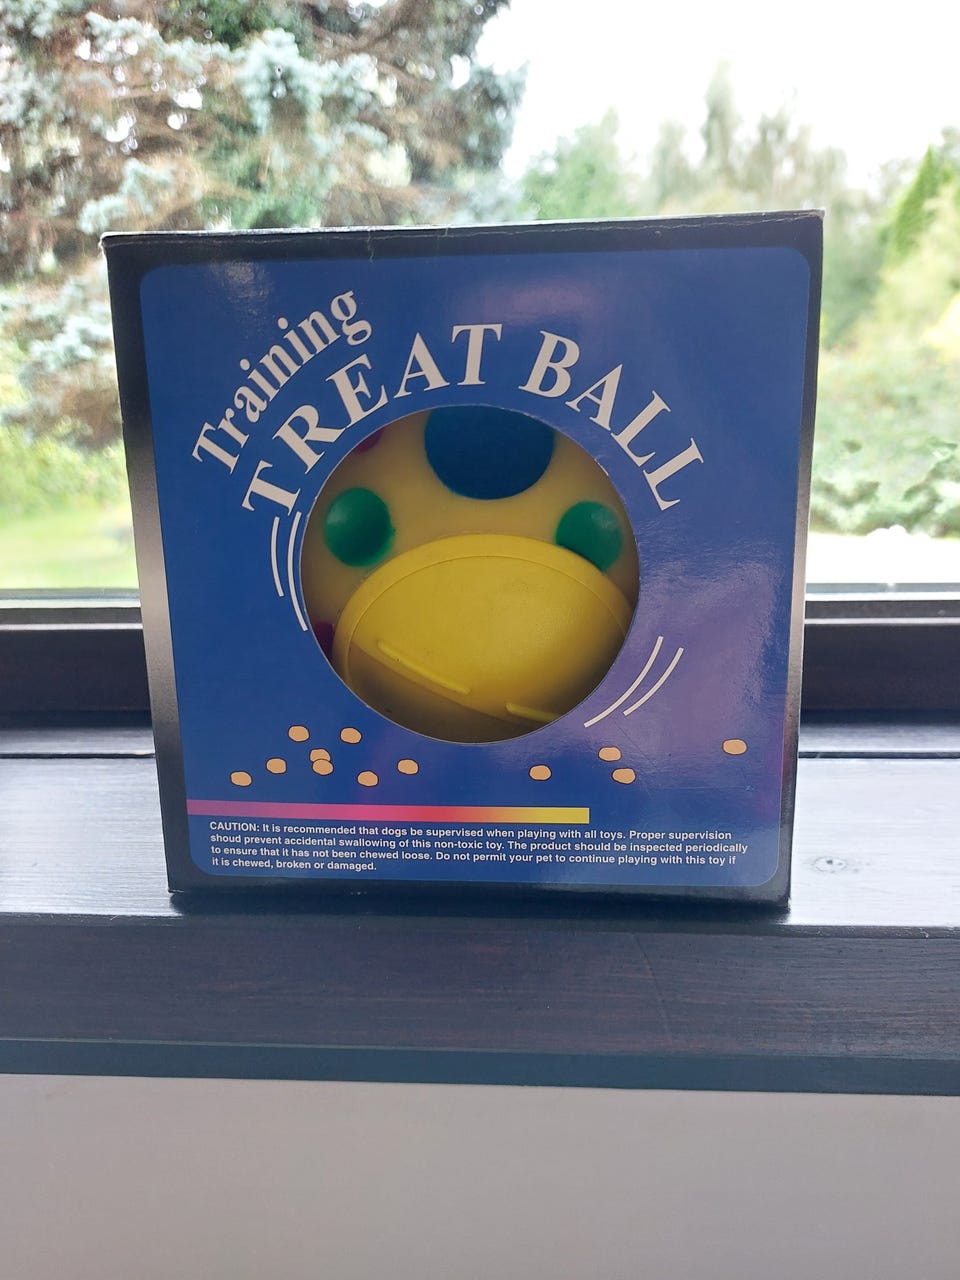 Training
TREAT BALL
CAUTION: It is recommended that dogs be supervised when playing with all toys. Proper supervision
shoud prevent accidental swallowing of this non-toxic toy. The product should be inspected periodically
to ensure that it has not been chewed loose. Do not permit your pet to continue playing with this toy if
it is chewed, broken or damaged.